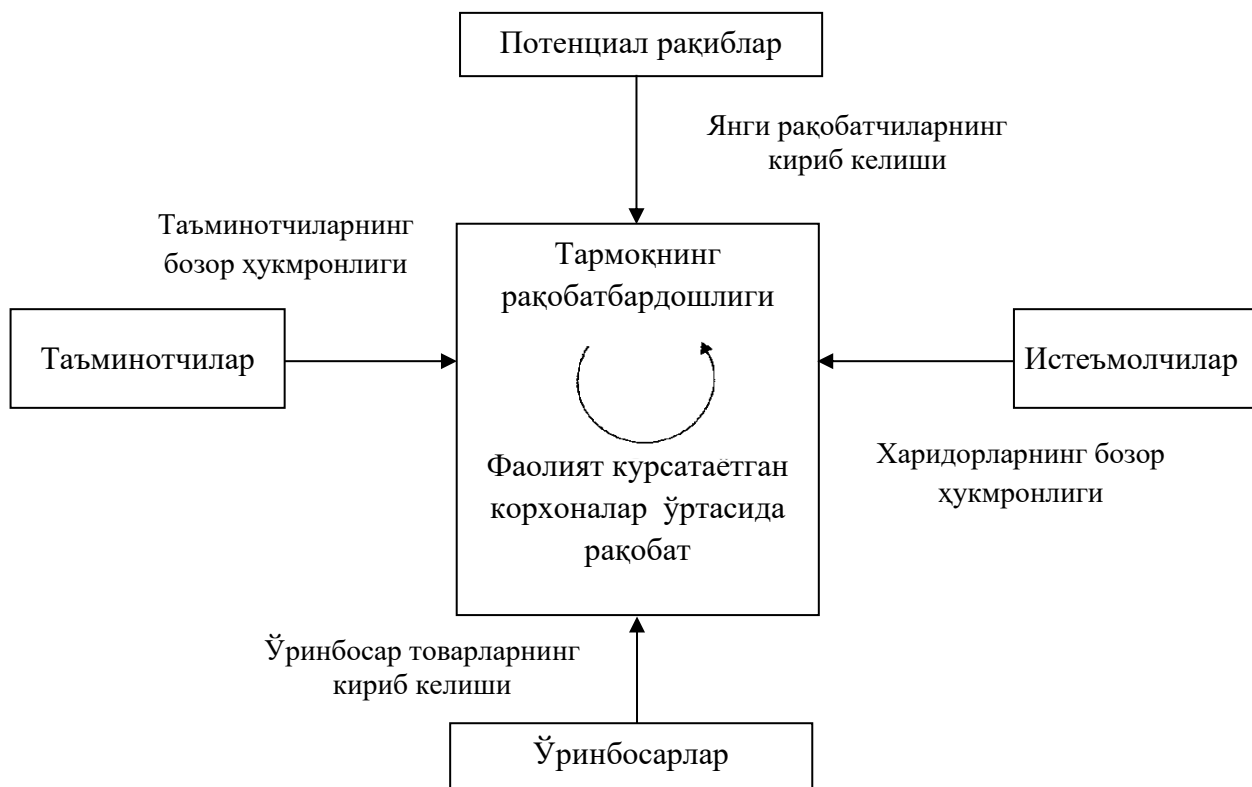 Потенциал рақиблар
Янги рақобатчиларнинг
кириб келиши
Таъминотчиларнинг
бозор ҳукмронлиги
Тармоқнинг
рақобатбардошлиги
Таъминотчилар
Истеъмолчилар
Фаолият курсатаётган
корхоналар ўртасида
рақобат
Харидорларнинг бозор
ҳукмронлиги
Ўринбосар товарларнинг
кириб келиши
Ўринбосарлар